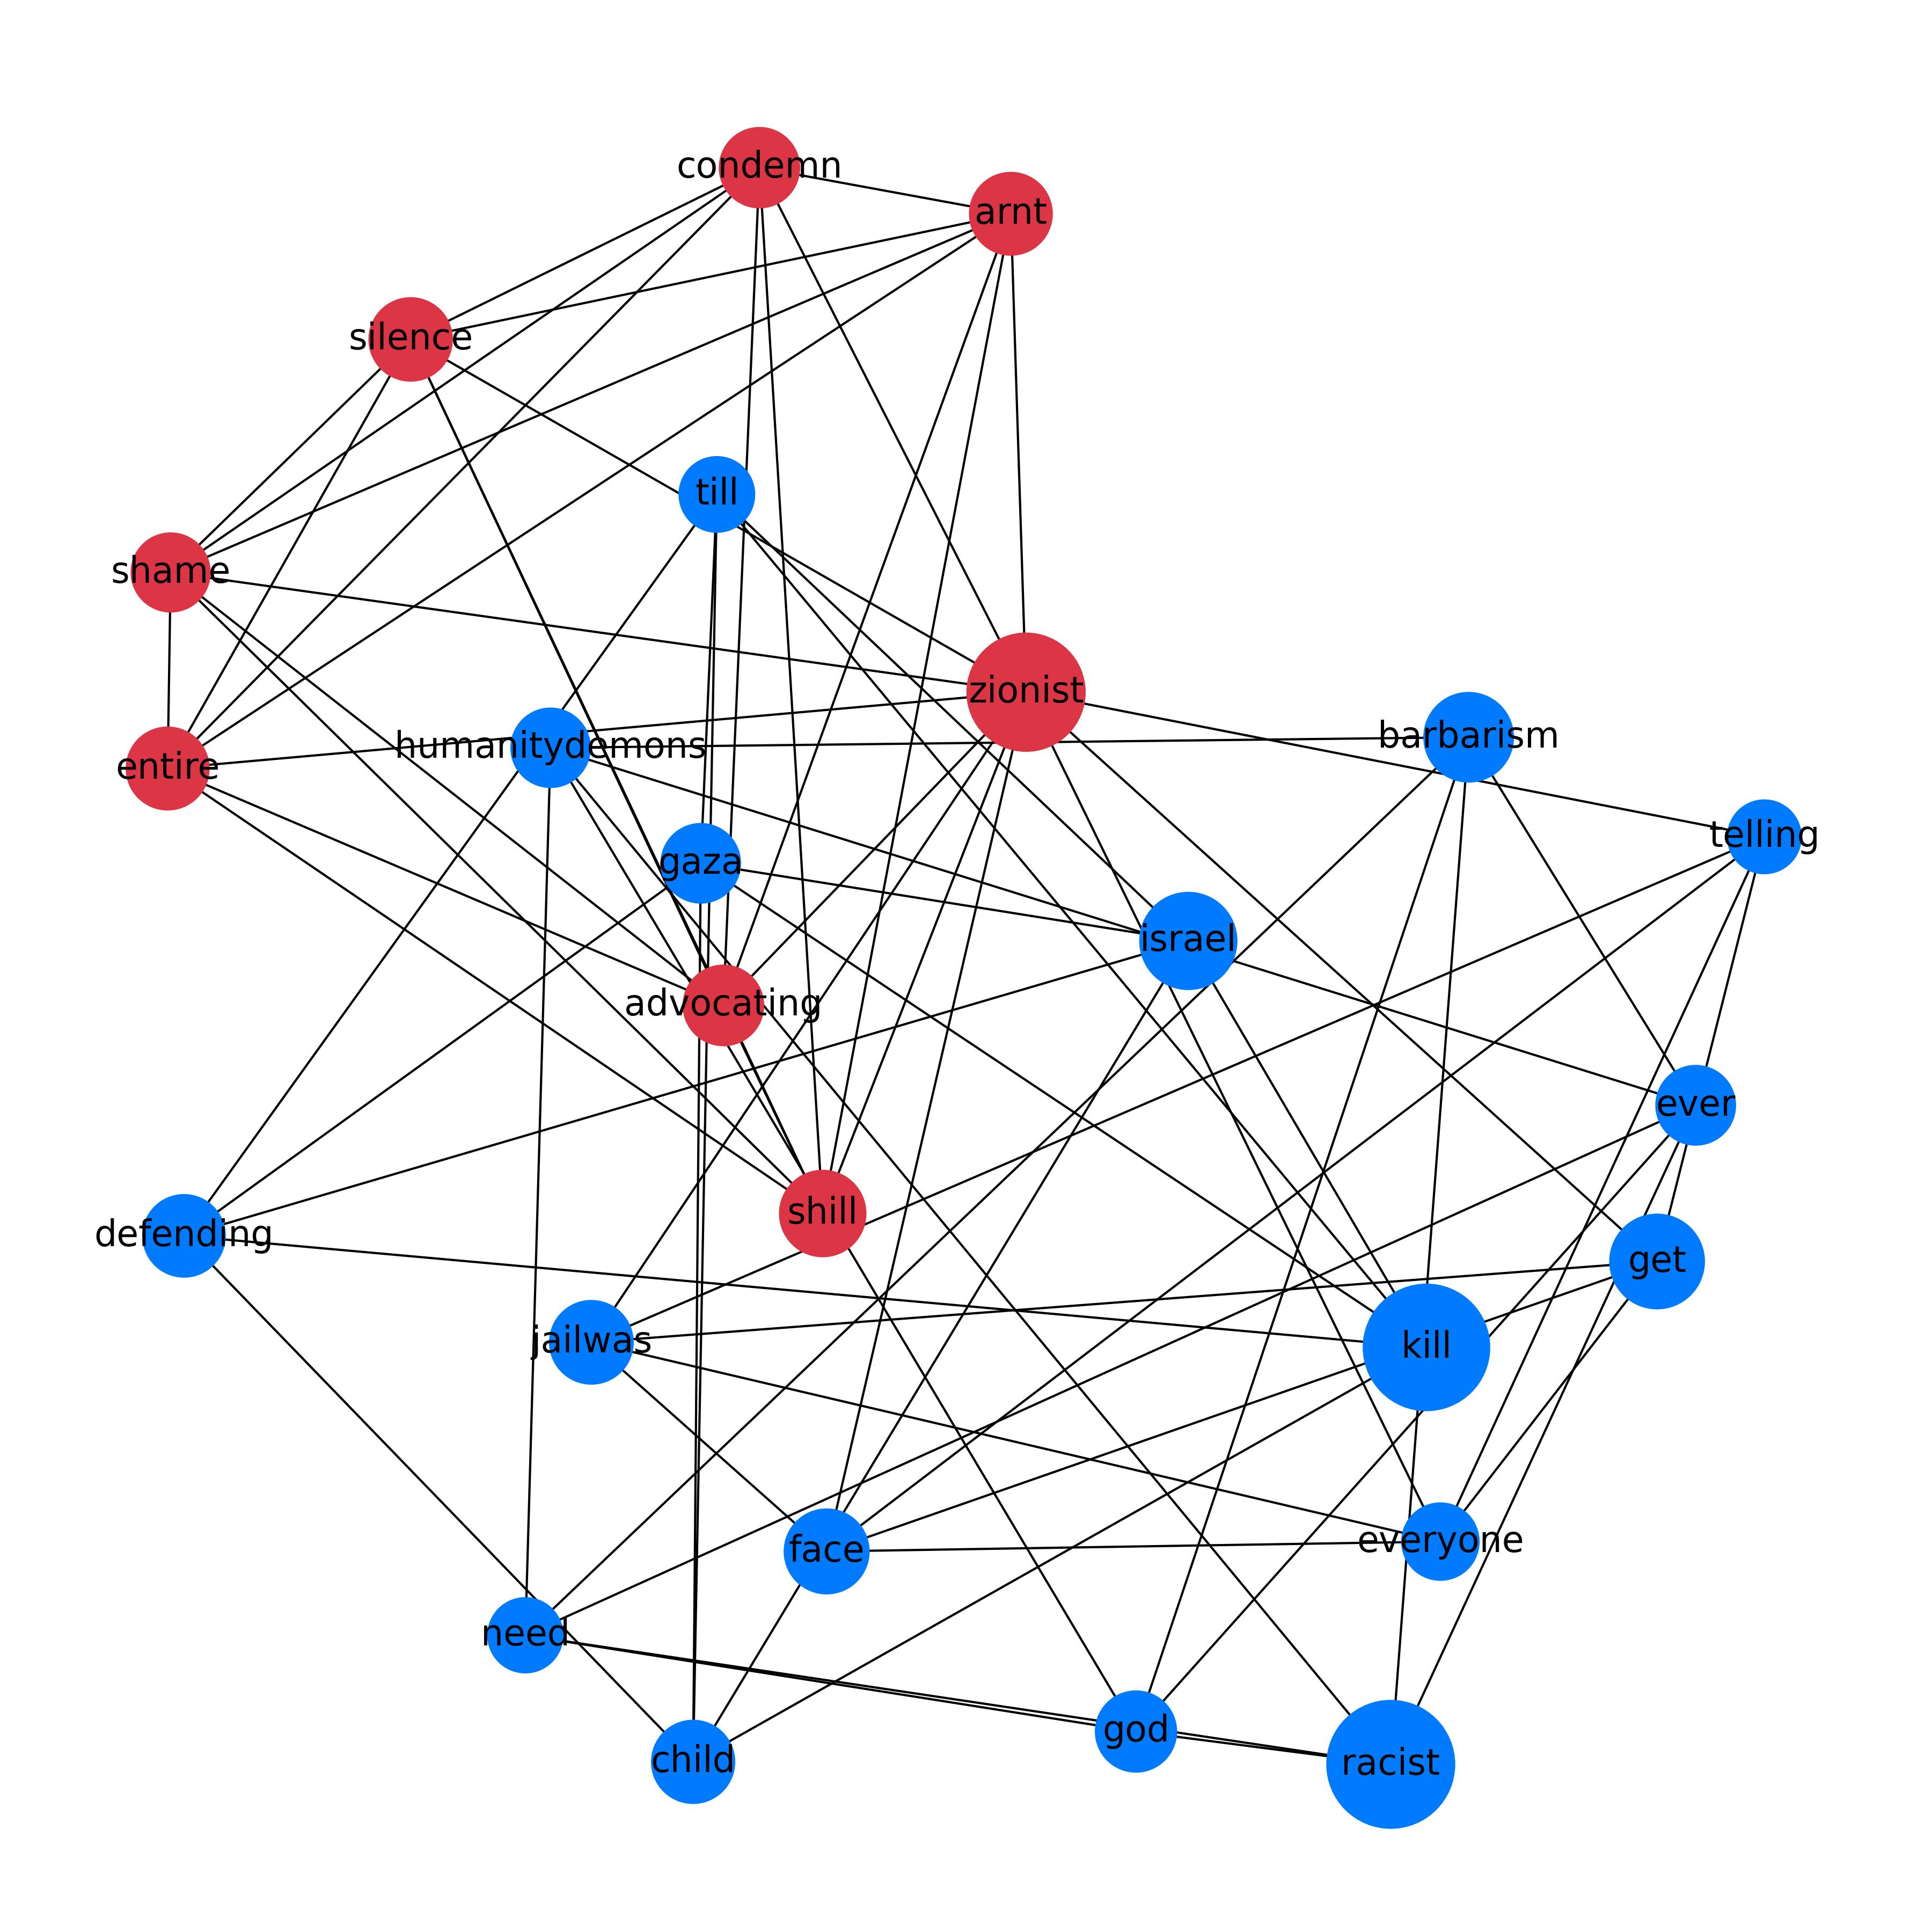 condemn
arnt
silence
till
shame
zionist
barbarism
humanitydemons
entire
telling
gaza
israel
advocating
ever
shill
defending
get
jailwas
kill
everyone
face
need
god
child
racist